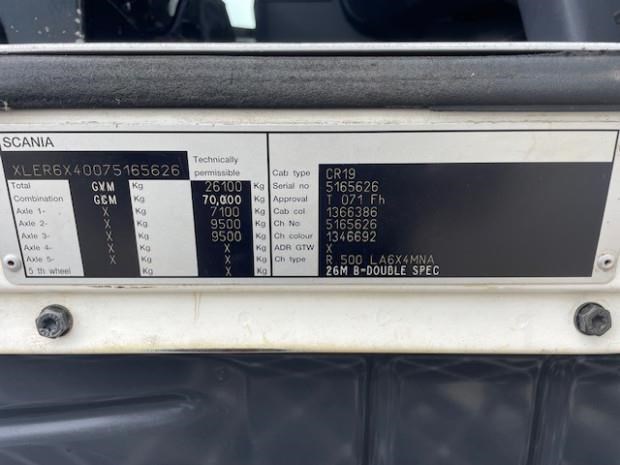 SCANIA
XLER6X40075165626 Technically permissible
Total GVM Kg 26100 Kg
Combination GCM Kg 70,000 Kg
Axle 1- X Kg 7100 Kg
Axle 2- X Kg 9500 Kg
Axle 3- X Kg 9500 Kg
Axle 4- X Kg X Kg
Axle 5- X Kg X Kg
5 th wheel X Kg X Kg
Cab type CR19
Serial no 5165626
Approval T 071 Fh
Cab col 1366386
Ch No 5165626
Ch colour 1346692
ADR GTW X
Ch type R 500 LA6X4MNA
26M B-DOUBLE SPEC